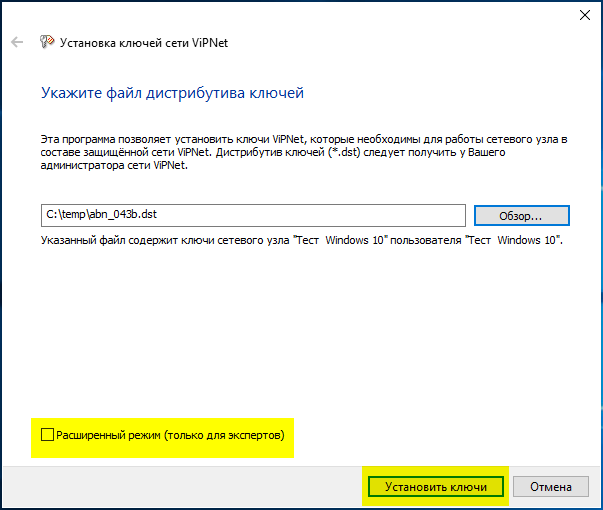 Установка ключей сети ViPNet
Укажите файл дистрибутива ключей
Эта программа позволяет установить ключи ViPNet, которые необходимы для работы сетевого узла в
составе защищённой сети ViPNet. Дистрибутив ключей (*.dst) следует получить у Вашего
администратора сети ViPNet.
C:\temp\abn_043b.dst
Обзор...
Указанный файл содержит ключи сетевого узла "Тест  Windows 10" пользователя "Тест  Windows 10".
Расширенный режим (только для экспертов)
Установить ключи
Отмена